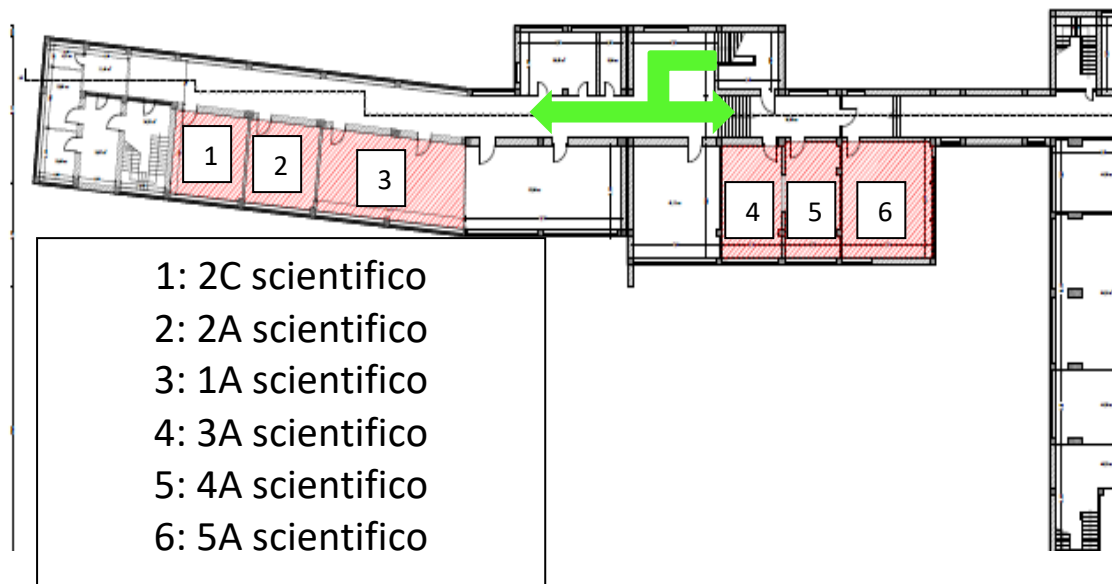 1
2
3
4
5
6
1: 2C scientifico
2: 2A scientifico
3: 1A scientifico
4: 3A scientifico
5: 4A scientifico
6: 5A scientifico